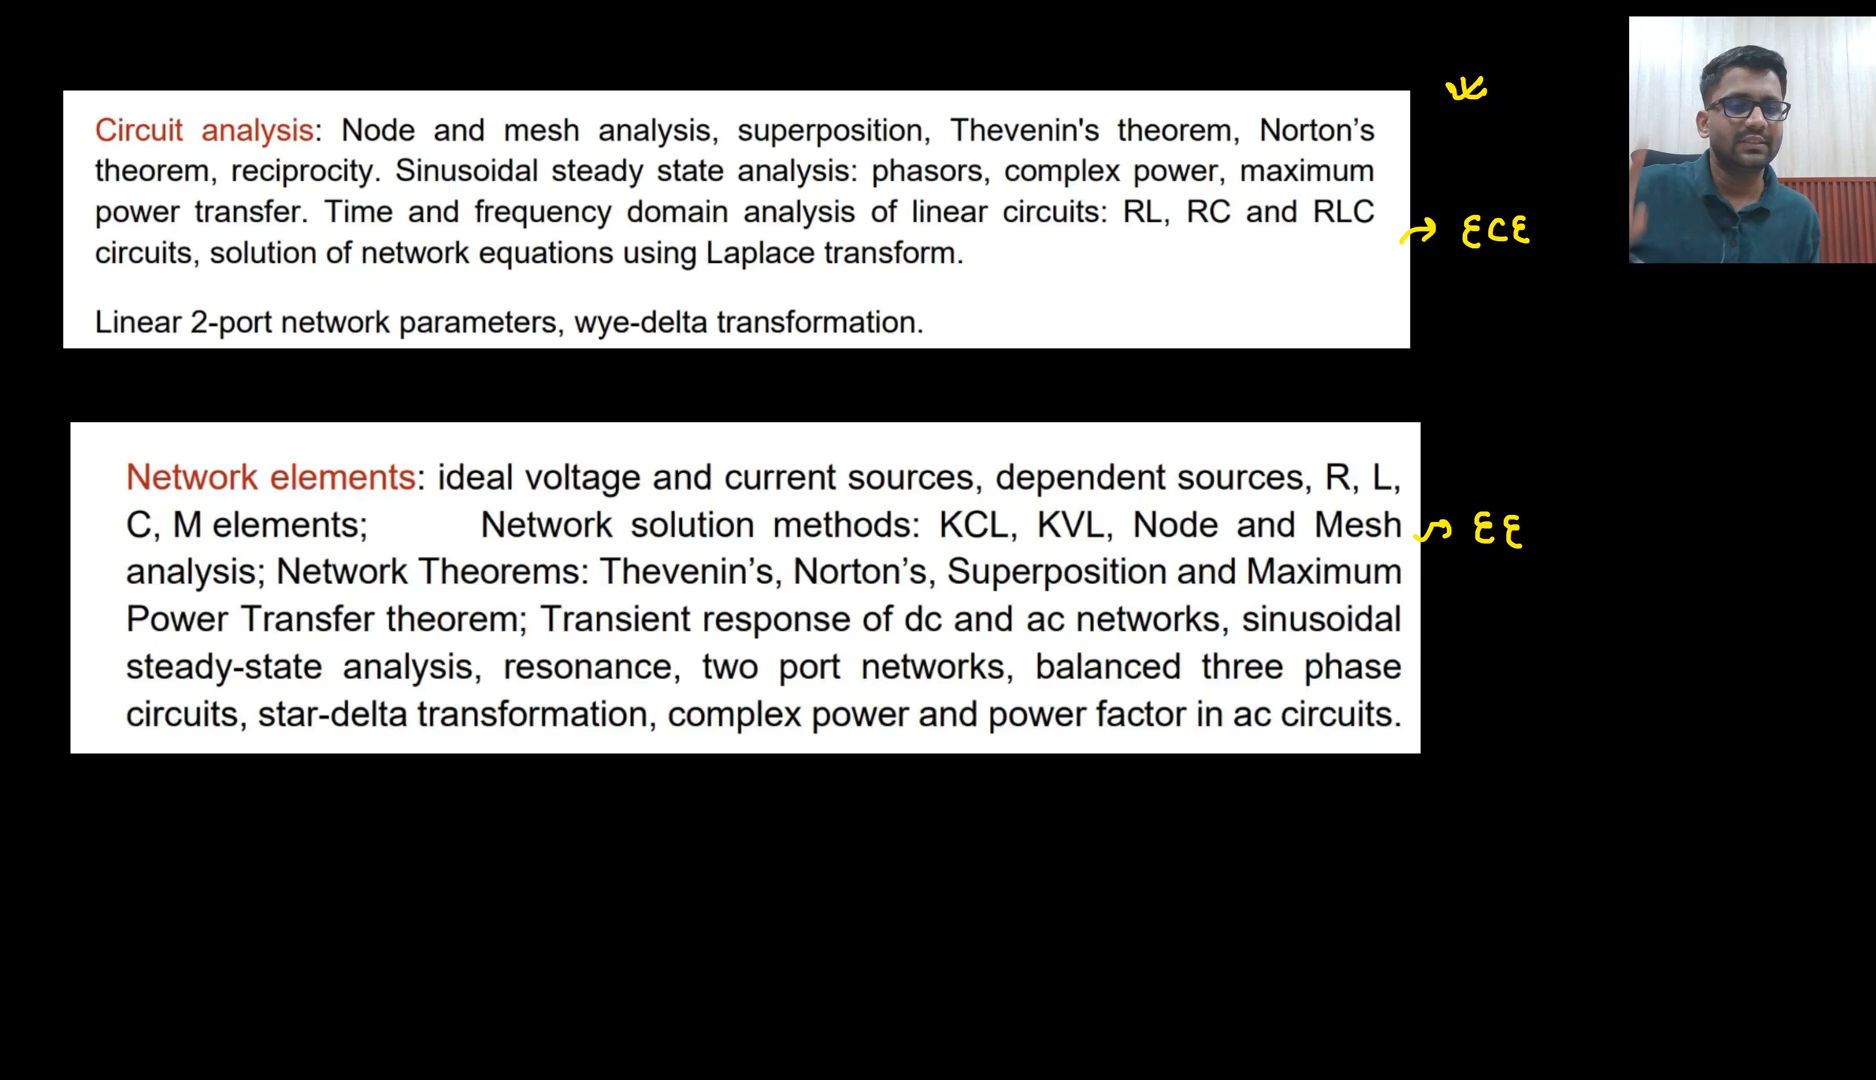 Circuit analysis: Node and mesh analysis, superposition, Thevenin's theorem, Norton’s
theorem, reciprocity. Sinusoidal steady state analysis: phasors, complex power, maximum
power transfer. Time and frequency domain analysis of linear circuits: RL, RC and RLC
circuits, solution of network equations using Laplace transform.
Linear 2-port network parameters, wye-delta transformation.
→ ECE
Network elements: ideal voltage and current sources, dependent sources, R, L,
C, M elements; Network solution methods: KCL, KVL, Node and Mesh
analysis; Network Theorems: Thevenin’s, Norton’s, Superposition and Maximum
Power Transfer theorem; Transient response of dc and ac networks, sinusoidal
steady-state analysis, resonance, two port networks, balanced three phase
circuits, star-delta transformation, complex power and power factor in ac circuits.
EE